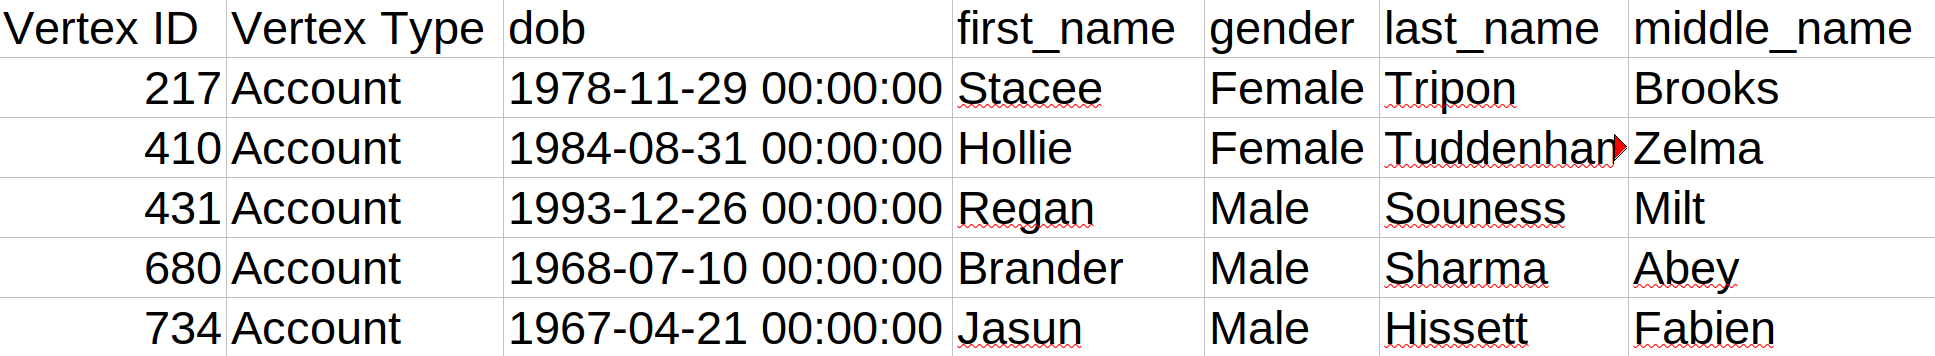 Vertex ID Vertex Type dob first_name gender last_name middle_name
217 Account 1978-11-29 00:00:00 Stacee Female Tripon Brooks
410 Account 1984-08-31 00:00:00 Hollie Female Zelma
431 Account 1993-12-26 00:00:00 Regan Male Souness Milt
680 Account 1968-07-10 00:00:00 Brander Male Sharma Abey
734 Account 1967-04-21 00:00:00 Jasun Male Hissett Fabien